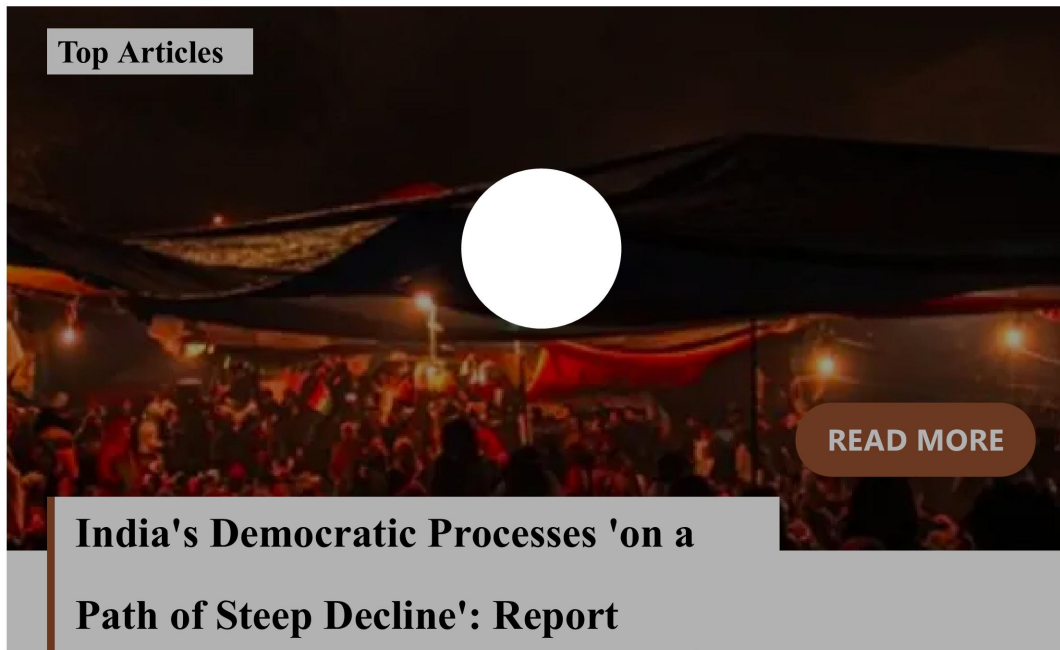 Top Articles
READ MORE
India's Democratic Processes 'on a
Path of Steep Decline': Report